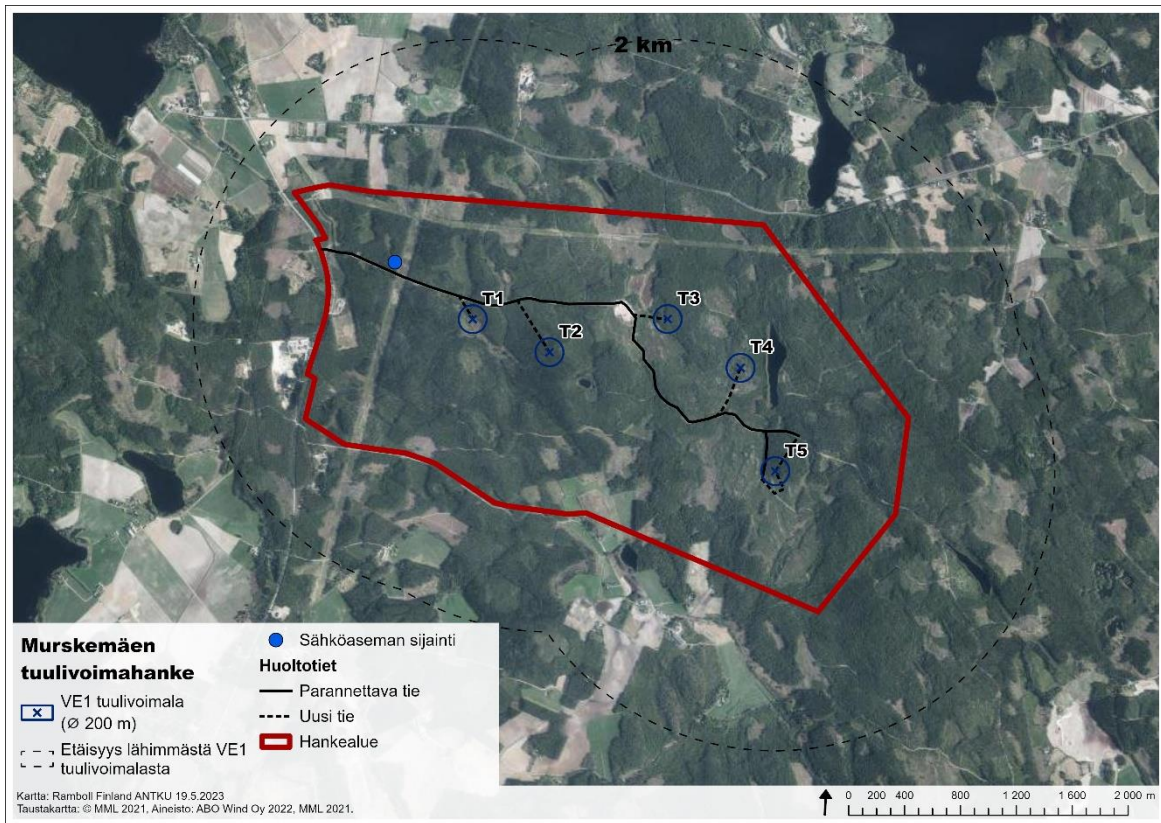 2 km
T1
T2
T3
T4
T5
Murskemäen
tuulivoimahanke
VE1 tuulivoimala
(Ø 200 m)
Etäisyys lähimmästä VE1
tuulivoimalasta
Sähköaseman sijainti
Huoltotiet
Parannettava tie
Uusi tie
Hankealue
Kartta: Ramboll Finland ANTKU 19.5.2023
Taustakartta: © MML 2021, Aineisto: ABO Wind Oy 2022, MML 2021.
0 200 400 800 1 200 1 600 2 000 m